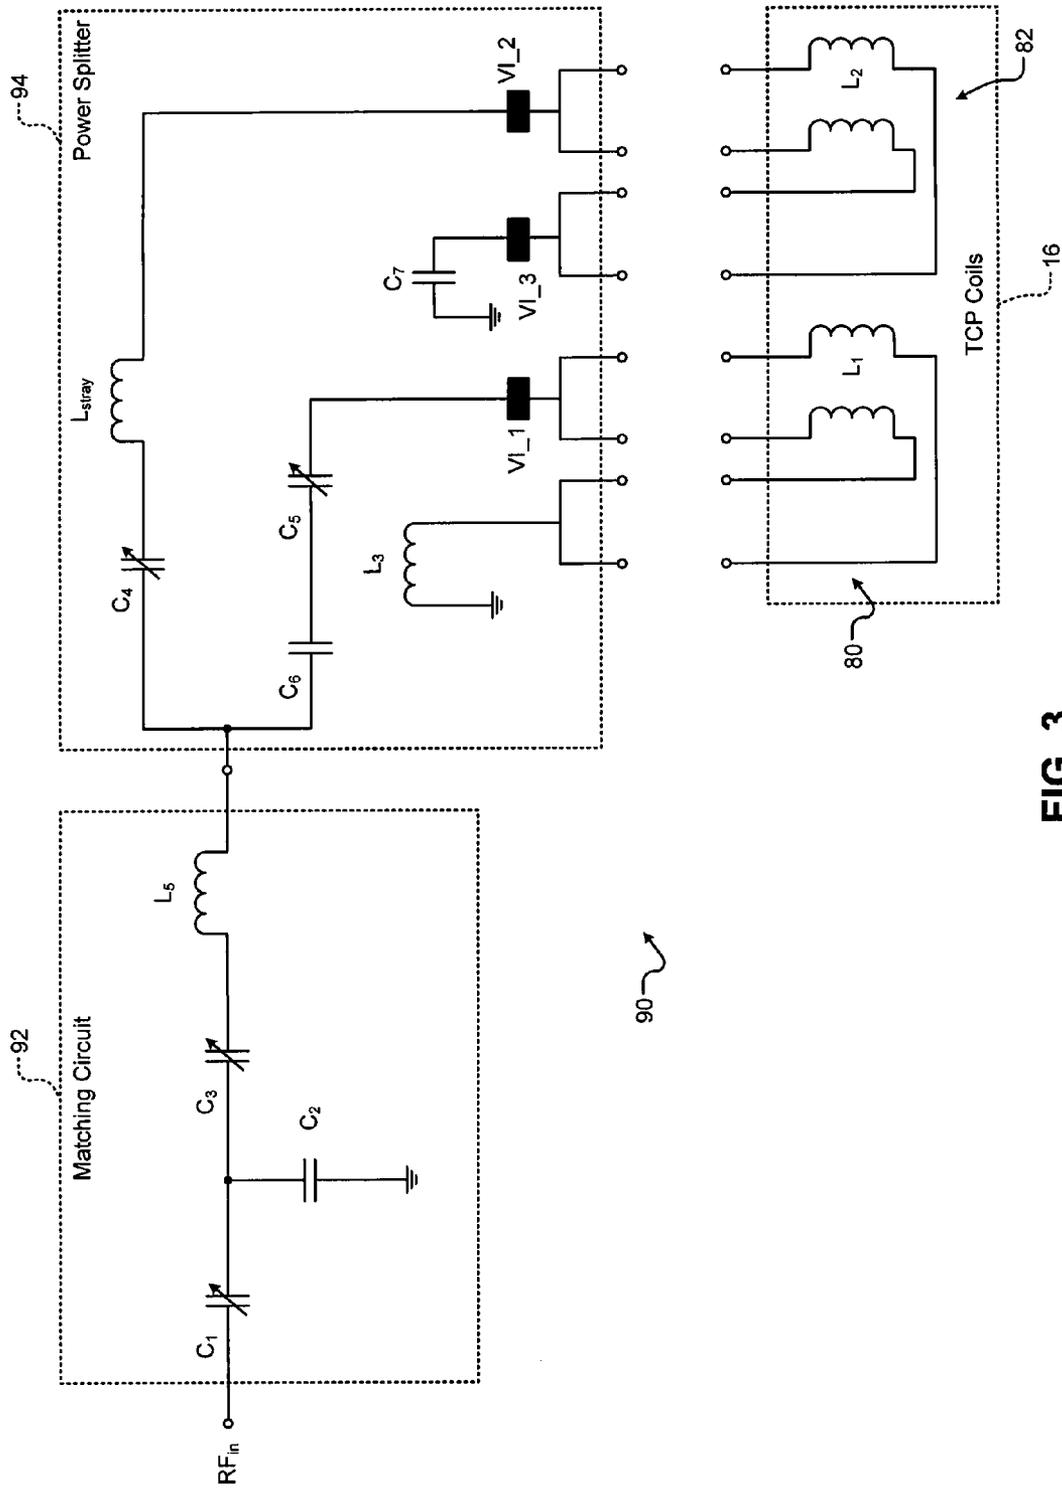 92
94
Matching Circuit
Power Splitter
Lstray
C₄
L₅
RFin
C₁
C₃
C₆
C₅
C₂
L₃
C₇
VI_1
VI_3
VI_2
90
80
L₁
L₂
TCP Coils
82
16
FIG 3